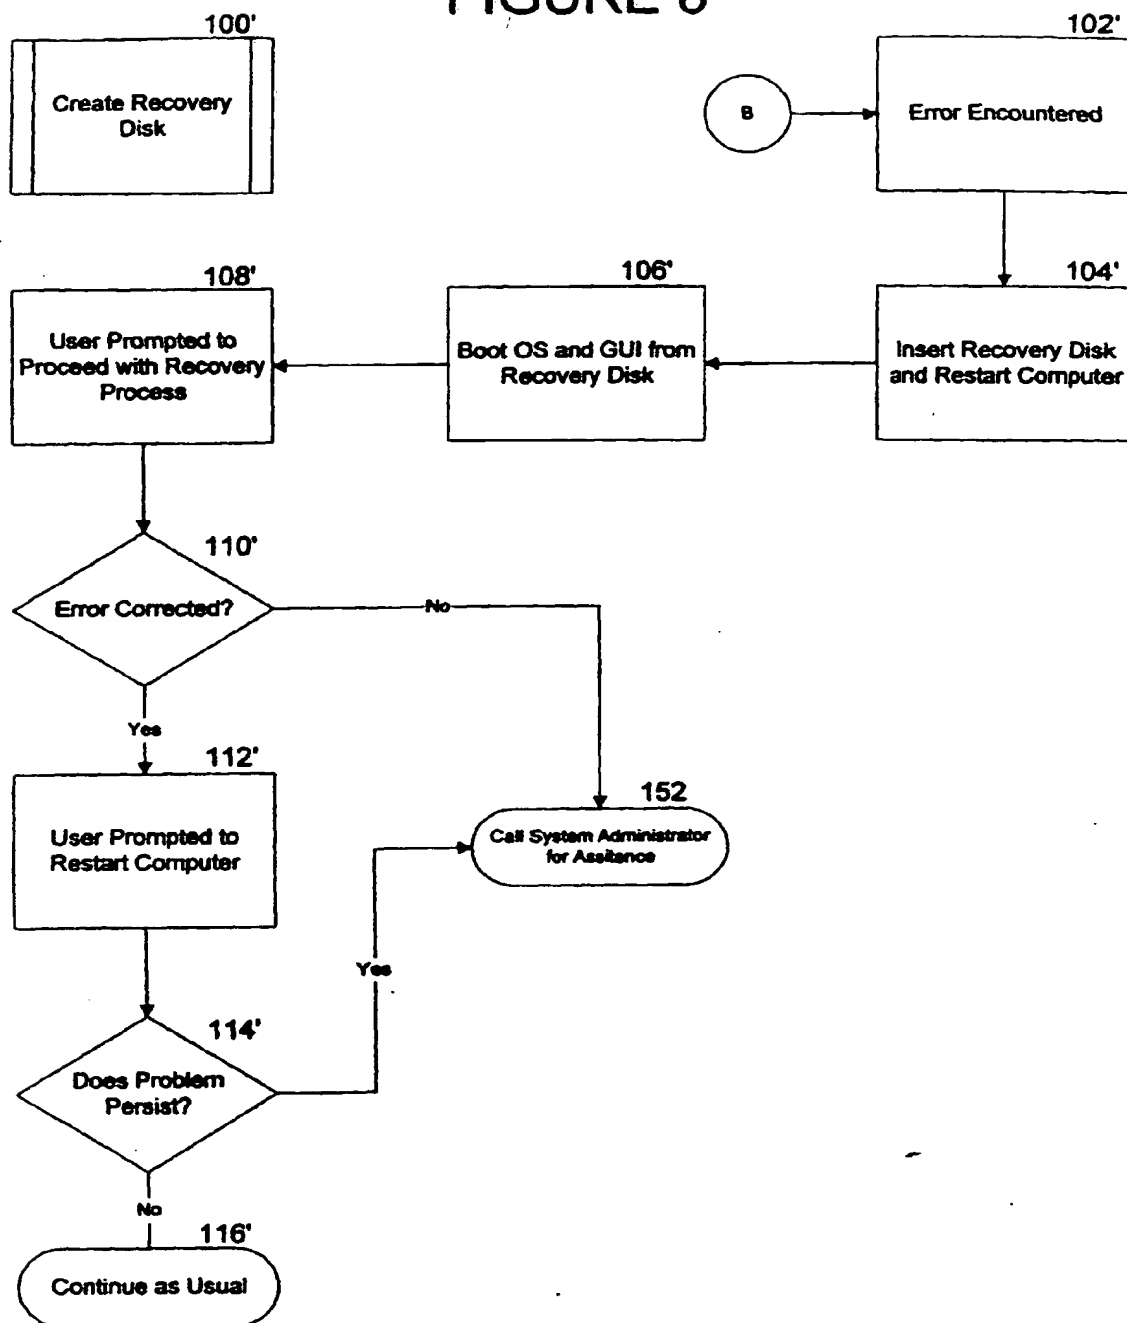 FIGURE
100'
Create Recovery
Disk
B
102'
Error Encountered
104'
Insert Recovery Disk
and Restart Computer
106'
Boot OS and GUI from
Recovery Disk
108'
User Prompted to
Proceed with Recovery
Process
110'
Error Corrected?
No
Yes
112'
User Prompted to
Restart Computer
152
Call System Administrator
for Assitance
114'
Does Problem
Persist?
Yes
No
116'
Continue as Usual